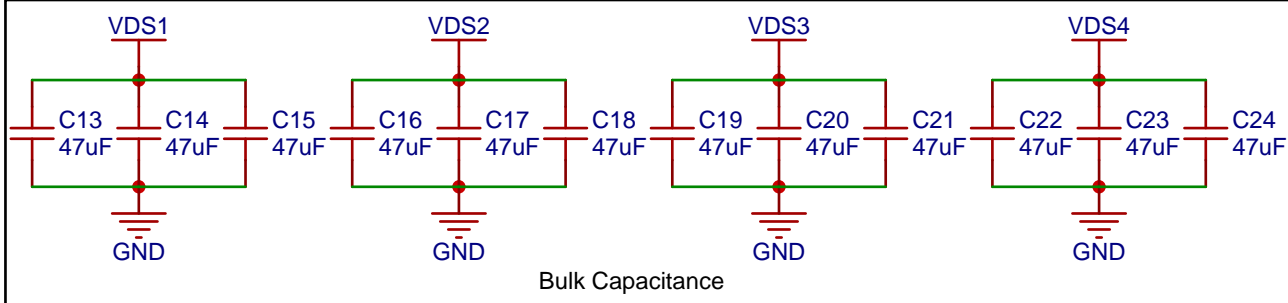 VDS1 VDS2 VDS3 VDS4
C13 C14 C15 C16 C17 C18 C19 C20 C21 C22 C23 C24
47uF 47uF 47uF 47uF 47uF 47uF 47uF 47uF 47uF 47uF 47uF 47uF
GND GND GND GND
Bulk Capacitance